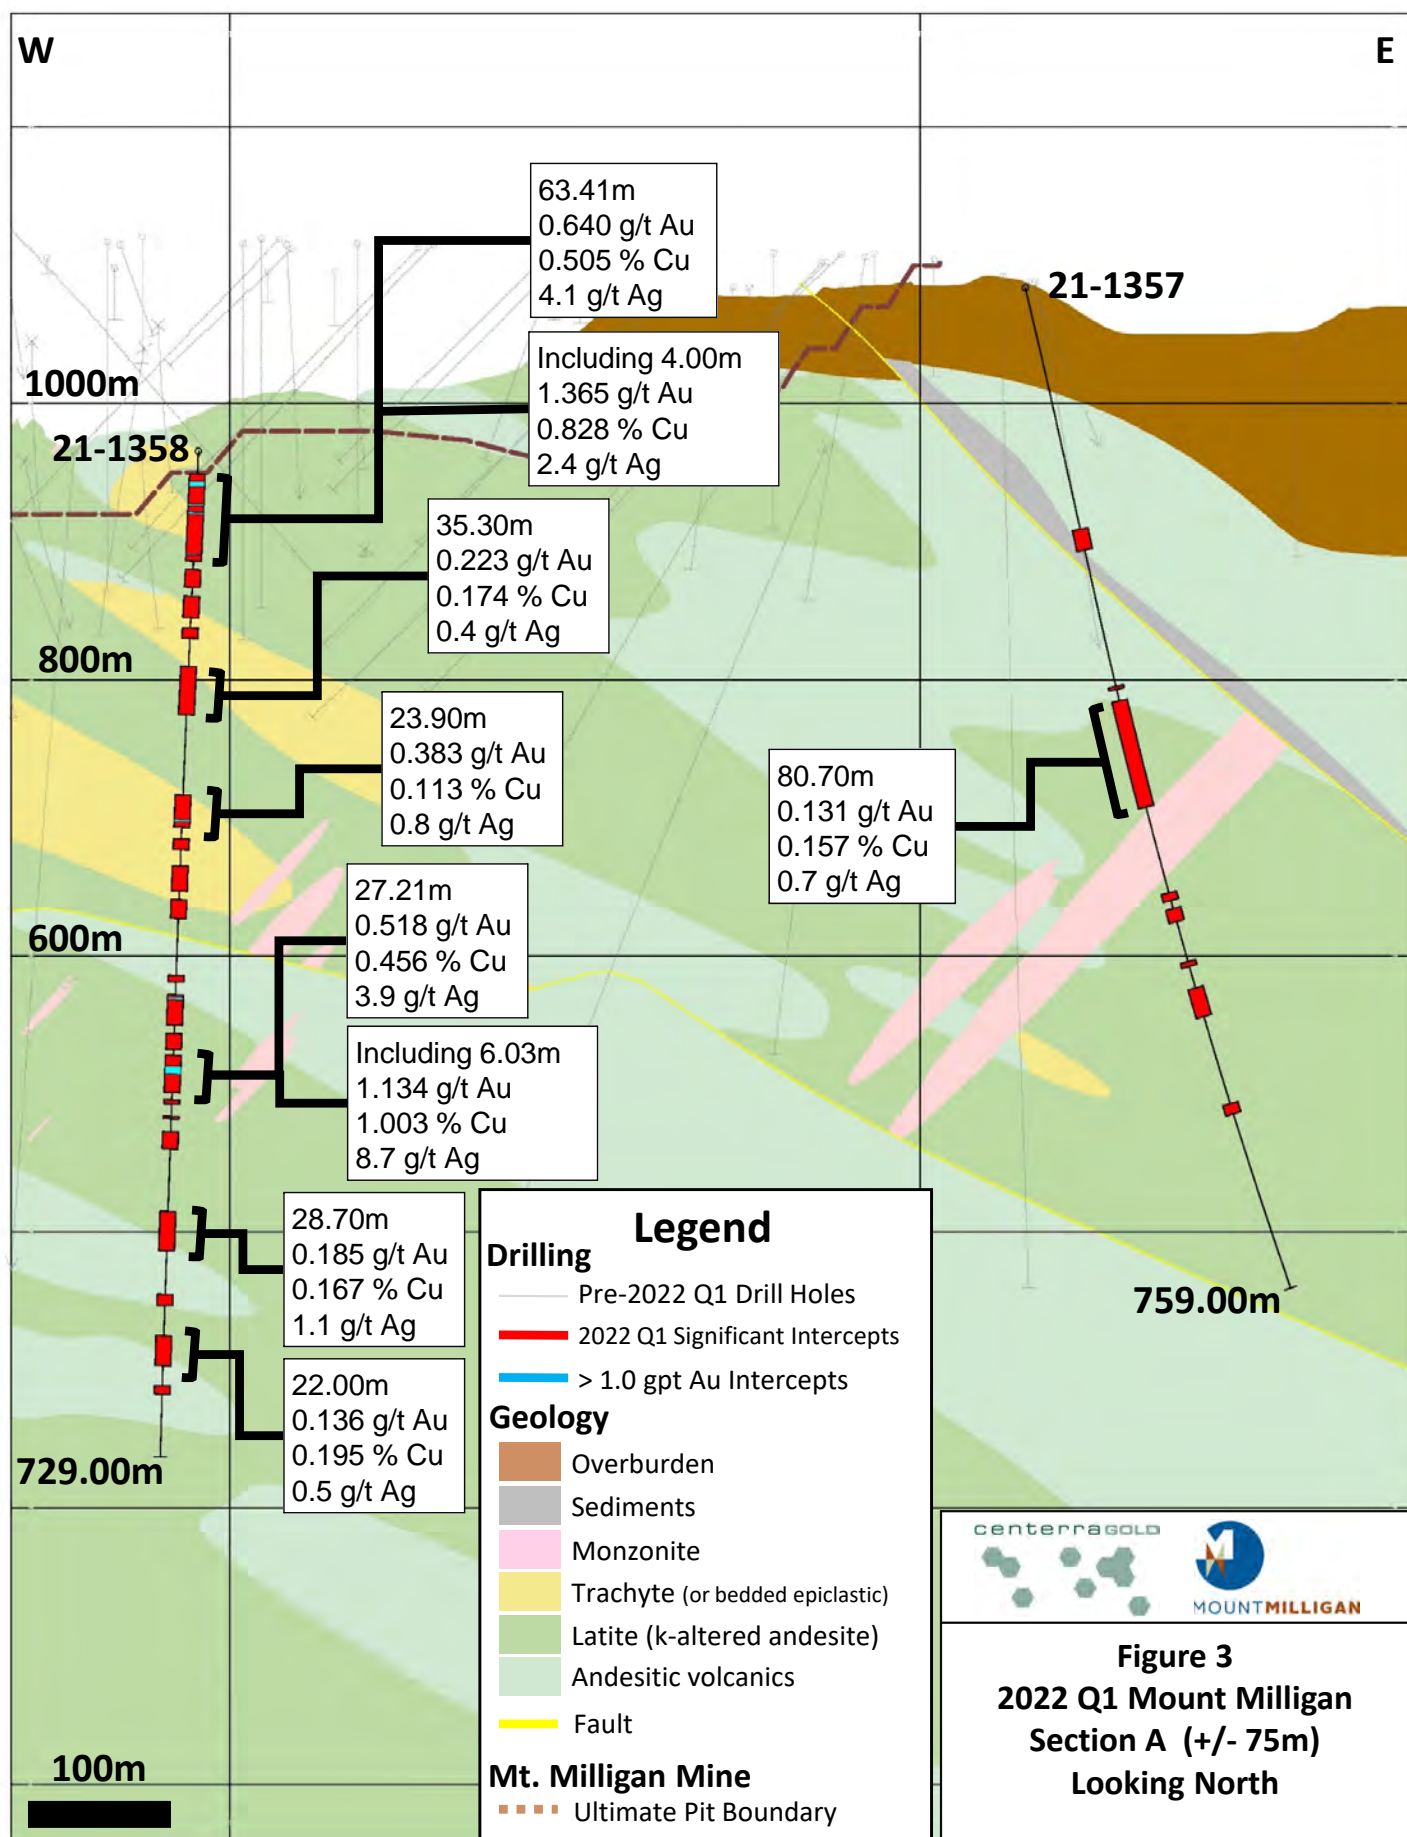 W
E
63.41m
0.640 g/t Au
0.505 % Cu
4.1 g/t Ag
21-1357
Including 4.00m
1.365 g/t Au
0.828 % Cu
2.4 g/t Ag
1000m
21-1358
35.30m
0.223 g/t Au
0.174 % Cu
0.4 g/t Ag
800m
23.90m
0.383 g/t Au
0.113 % Cu
0.8 g/t Ag
80.70m
0.131 g/t Au
0.157 % Cu
0.7 g/t Ag
27.21m
0.518 g/t Au
0.456 % Cu
3.9 g/t Ag
600m
Including 6.03m
1.134 g/t Au
1.003 % Cu
8.7 g/t Ag
28.70m
0.185 g/t Au
0.167 % Cu
1.1 g/t Ag
759.00m
22.00m
0.136 g/t Au
0.195 % Cu
0.5 g/t Ag
729.00m
Legend
Drilling
Pre-2022 Q1 Drill Holes
2022 Q1 Significant Intercepts
> 1.0 gpt Au Intercepts
Geology
Overburden
Sediments
Monzonite
Trachyte (or bedded epiclastic)
Latite (k-altered andesite)
Andesitic volcanics
Fault
Mt. Milligan Mine
Ultimate Pit Boundary
100m
centerraGOLD
M
MOUNTMILLIGAN
Figure 3
2022 Q1 Mount Milligan
Section A (+/- 75m)
Looking North